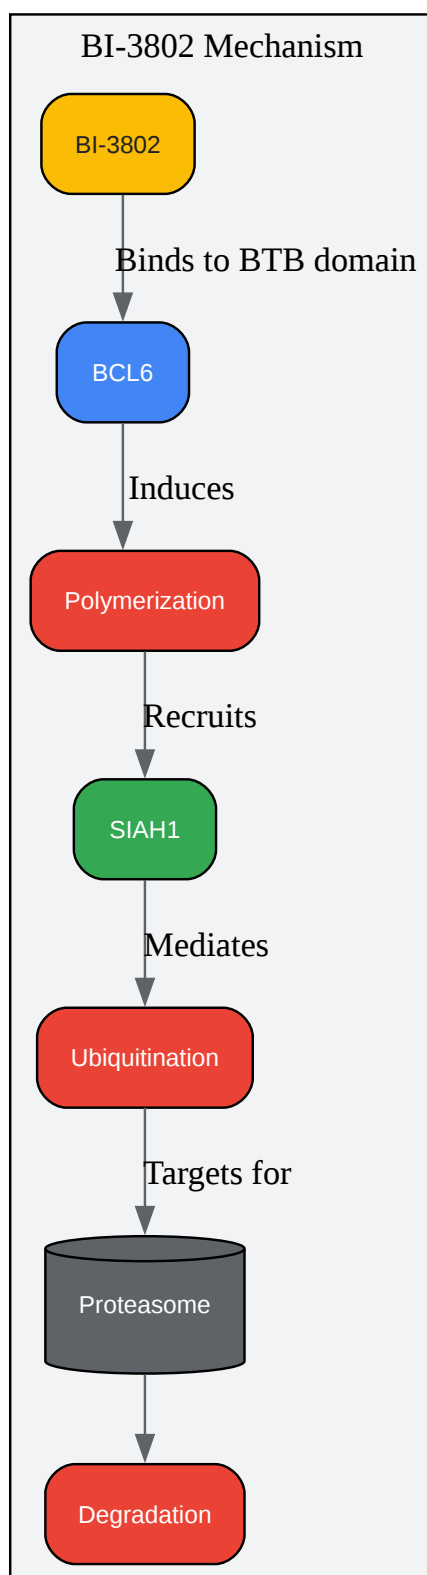 BI-3802 Mechanism
BI-3802
Binds to BTB domain
BCL6
Induces
Polymerization
Recruits
SIAH1
Mediates
Ubiquitination
Targets for
Proteasome
Degradation